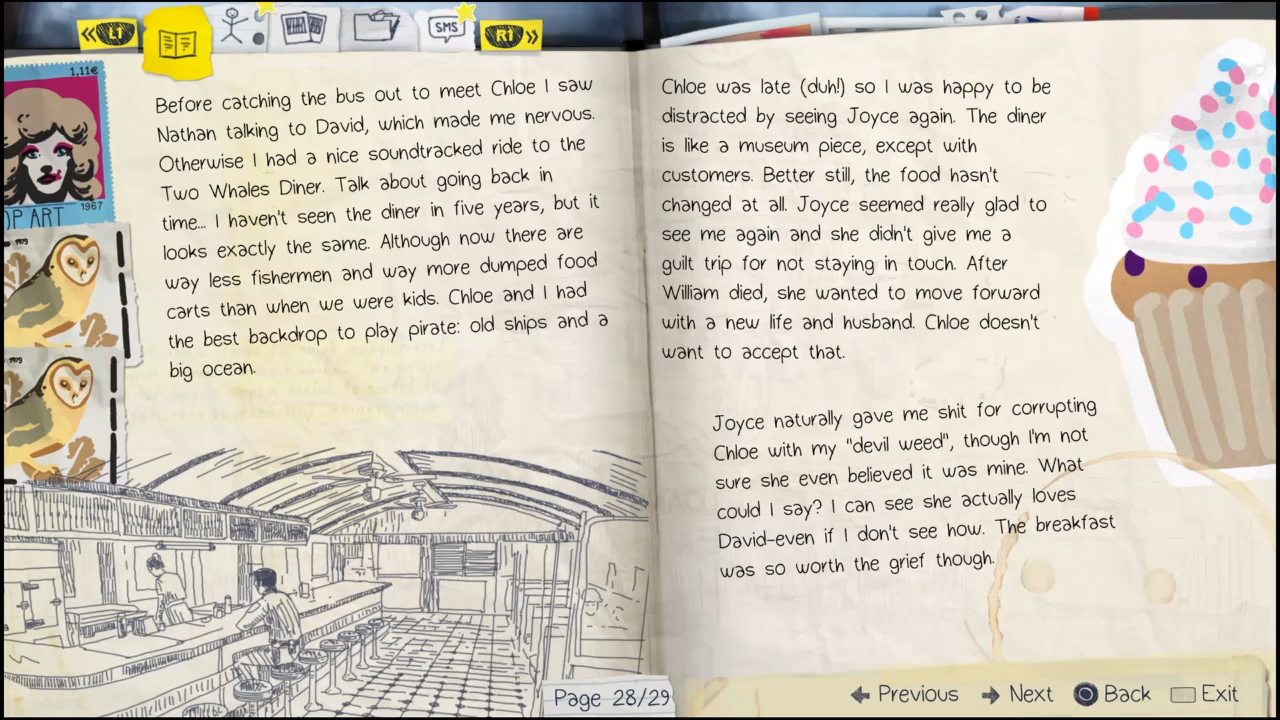 L1
SMS
R1
1,11€
OP ART
1967
1979
1979
Before catching the bus out to meet Chloe I saw
Nathan talking to David, which made me nervous.
Otherwise I had a nice soundtracked ride to the
Two Whales Diner. Talk about going back in
time... I haven't seen the diner in five years, but it
looks exactly the same. Although now there are
way less fishermen and way more dumped food
carts than when we were kids. Chloe and I had
the best backdrop to play pirate: old ships and a
big ocean.
Chloe was late (duh!) so I was happy to be
distracted by seeing Joyce again. The diner
is like a museum piece, except with
customers. Better still, the food hasn't
changed at all. Joyce seemed really glad to
see me again and she didn't give me a
guilt trip for not staying in touch. After
William died, she wanted to move forward
with a new life and husband. Chloe doesn't
want to accept that.
Joyce naturally gave me shit for corrupting
Chloe with my "devil weed", though I'm not
sure she even believed it was mine. What
could I say? I can see she actually loves
David-even if I don't see how. The breakfast
was so worth the grief though.
Page 28/29
Previous
Next
Back
Exit